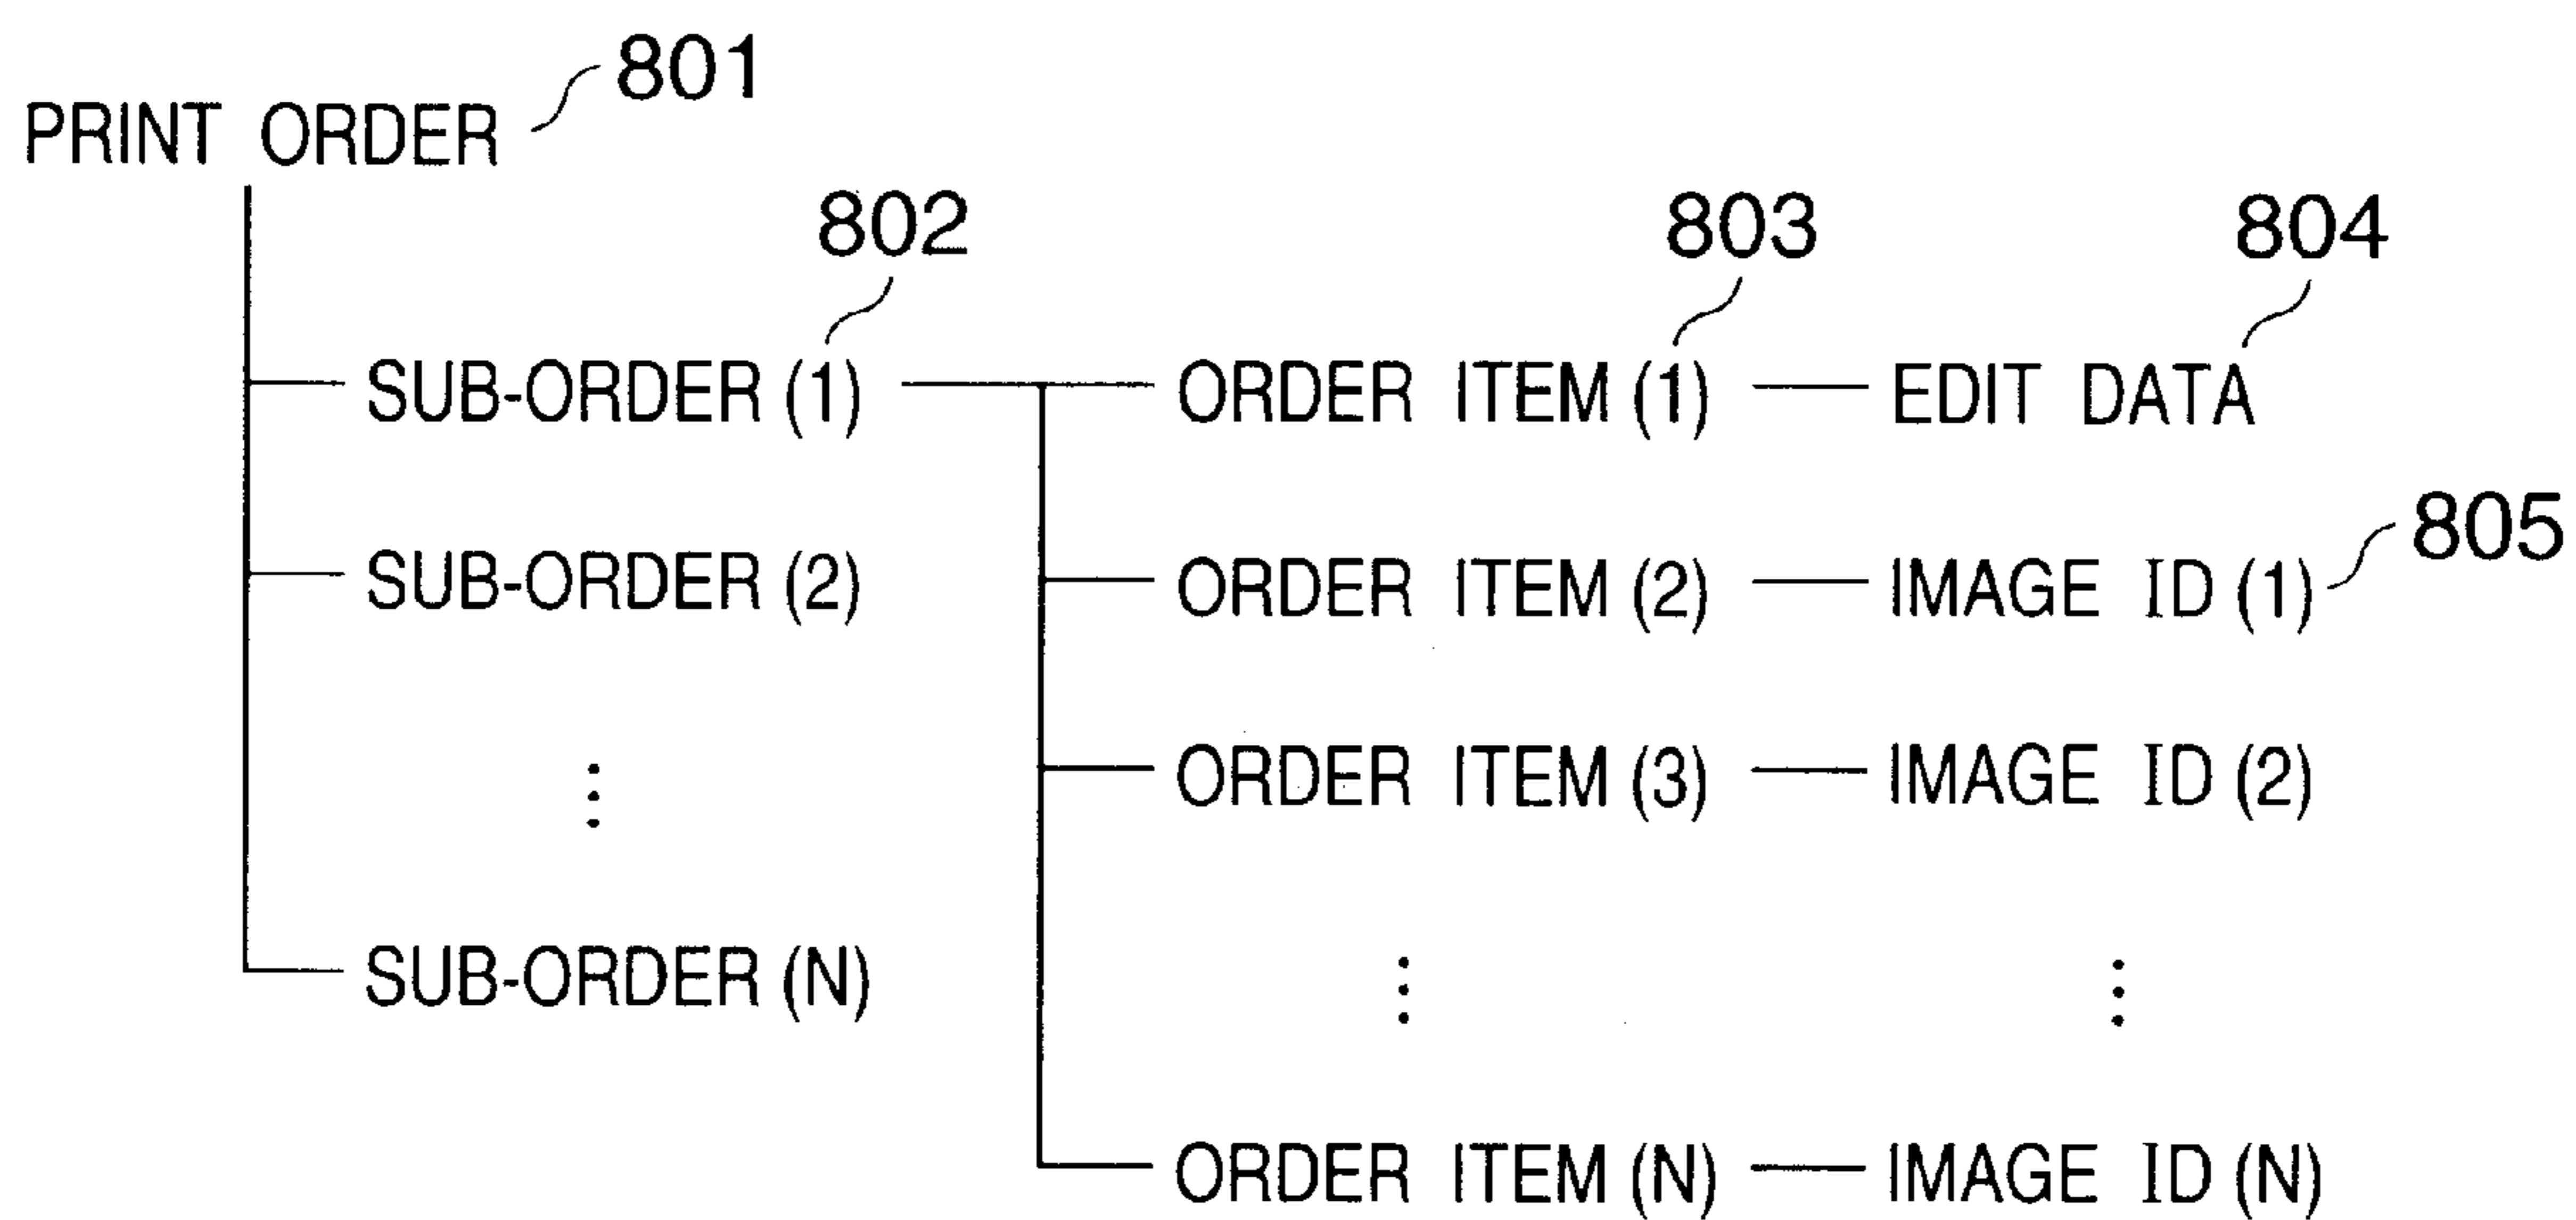 801
PRINT ORDER
802 803 804
SUB-ORDER (1) ORDER ITEM (1) EDIT DATA
805
SUB-ORDER (2) ORDER ITEM (2) IMAGE ID (1)
ORDER ITEM (3) IMAGE ID (2)
SUB-ORDER (N)
ORDER ITEM (N) IMAGE ID (N)